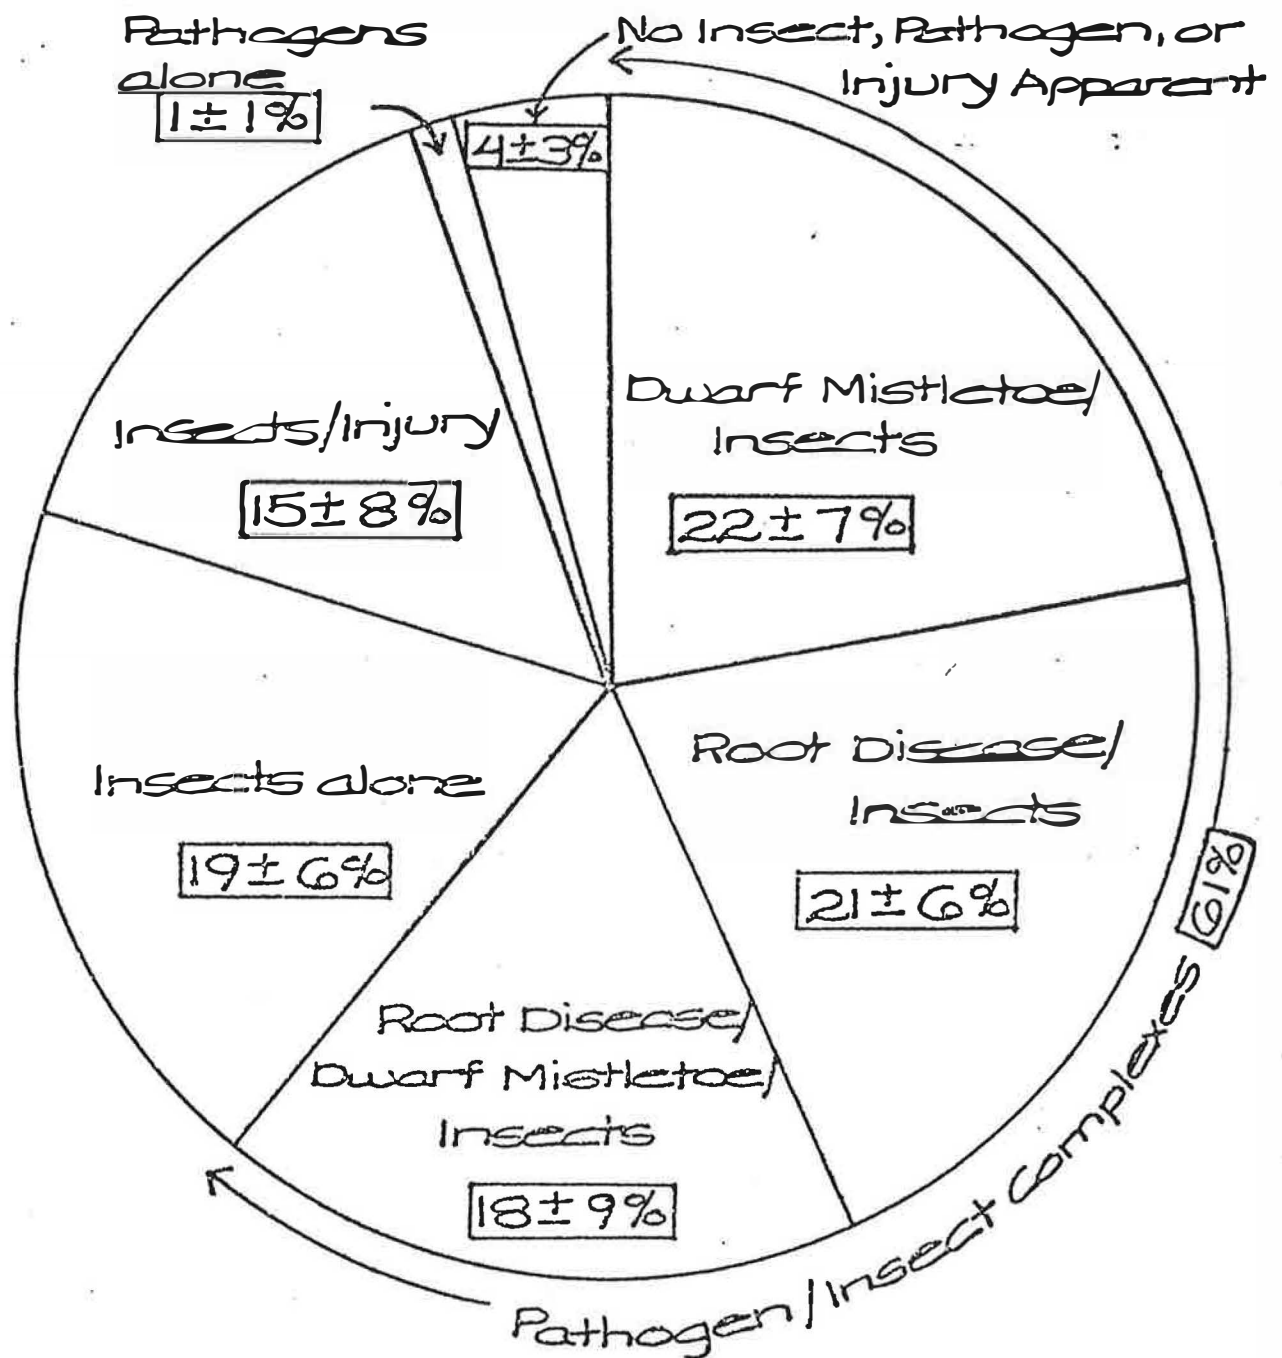 Pathogens
alone
1 ± 1%
No Insect, Pathogen, or
Injury Apparent
4 ± 3%
Dwarf Mistletoe/
Insects
22 ± 7%
Insects/Injury
15 ± 8%
Root Disease/
Insects
21 ± 6%
Insects alone
19 ± 6%
Root Disease/
Dwarf Mistletoe/
Insects
18 ± 9%
Pathogen/Insect Complexes 61%